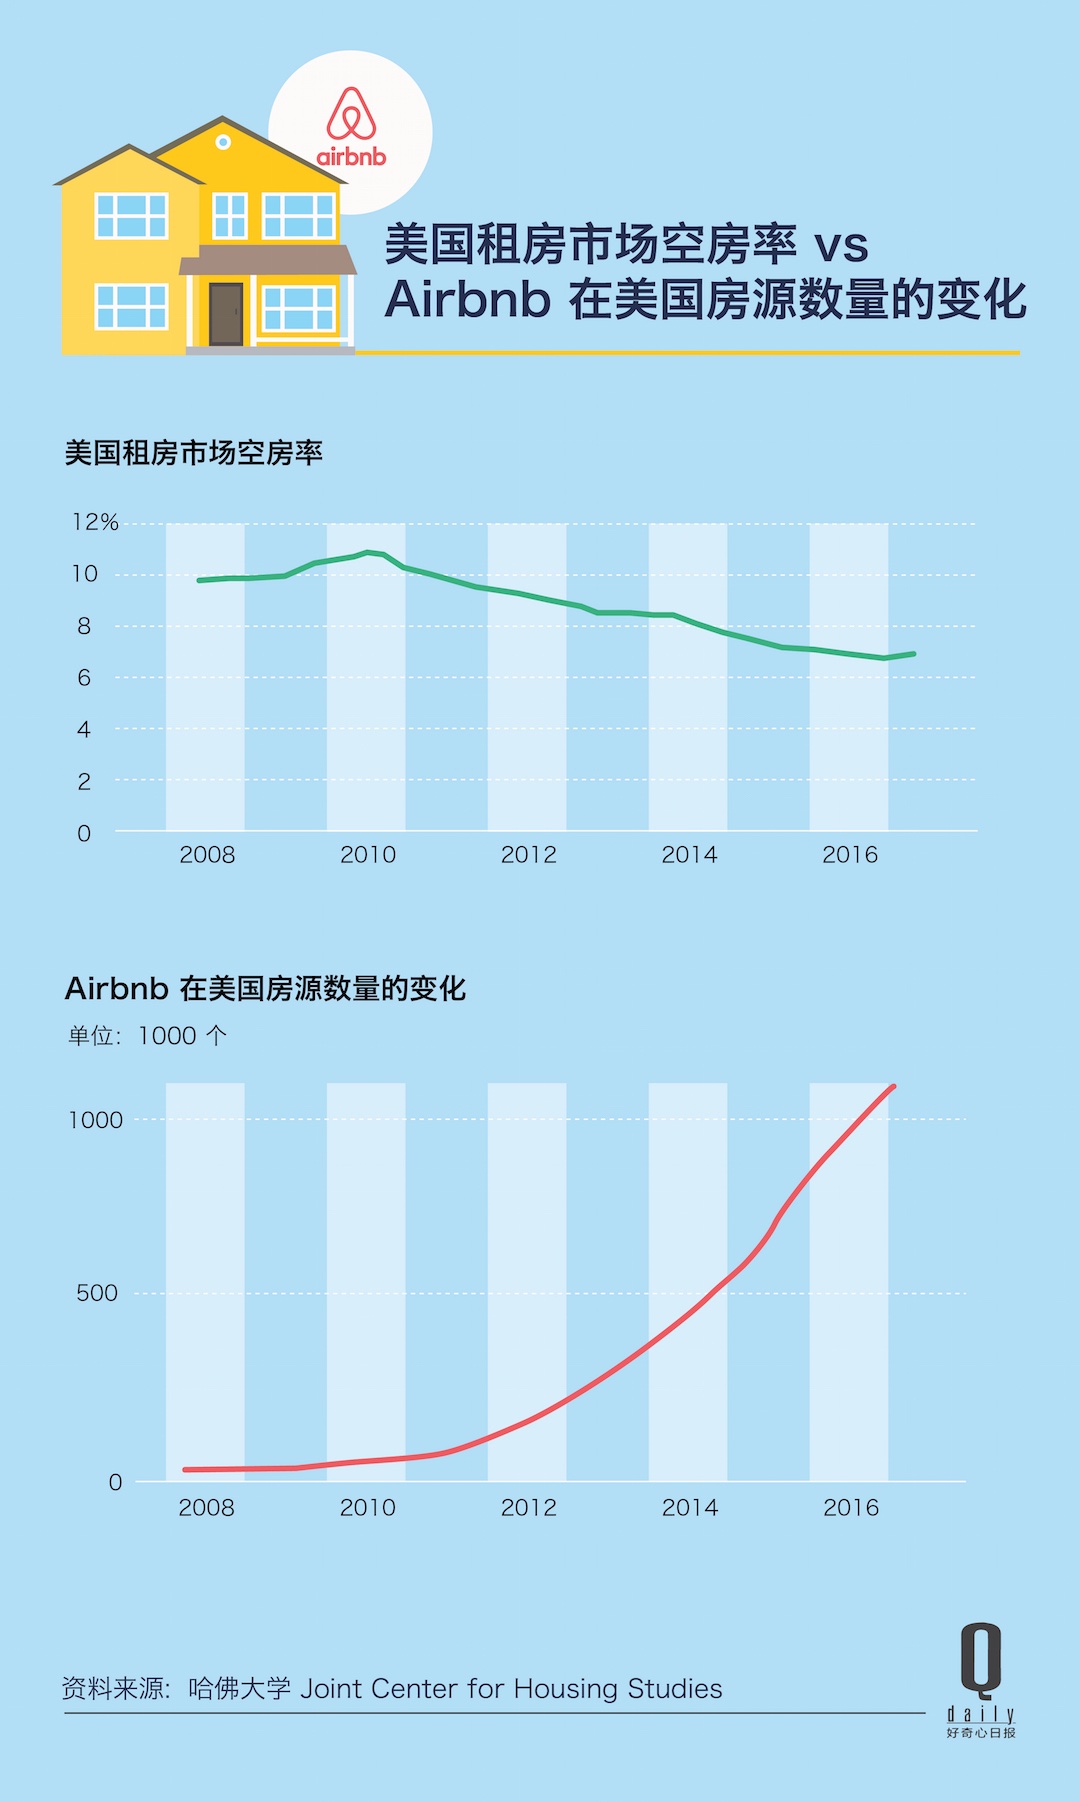 airbnb
美国租房市场空房率 vs
Airbnb 在美国房源数量的变化
美国租房市场空房率
12%
10
8
6
4
2
0
2008 2010 2012 2014 2016
Airbnb 在美国房源数量的变化
单位：1000 个
1000
500
0
2008 2010 2012 2014 2016
资料来源：哈佛大学 Joint Center for Housing Studies
Q
daily
好奇心日报